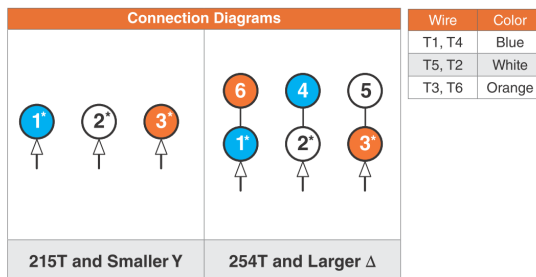 Connection Diagrams
6 4 5
1* 2* 3* 1* 2* 3*
215T and Smaller Y 254T and Larger Δ
Wire Color
T1, T4 Blue
T5, T2 White
T3, T6 Orange